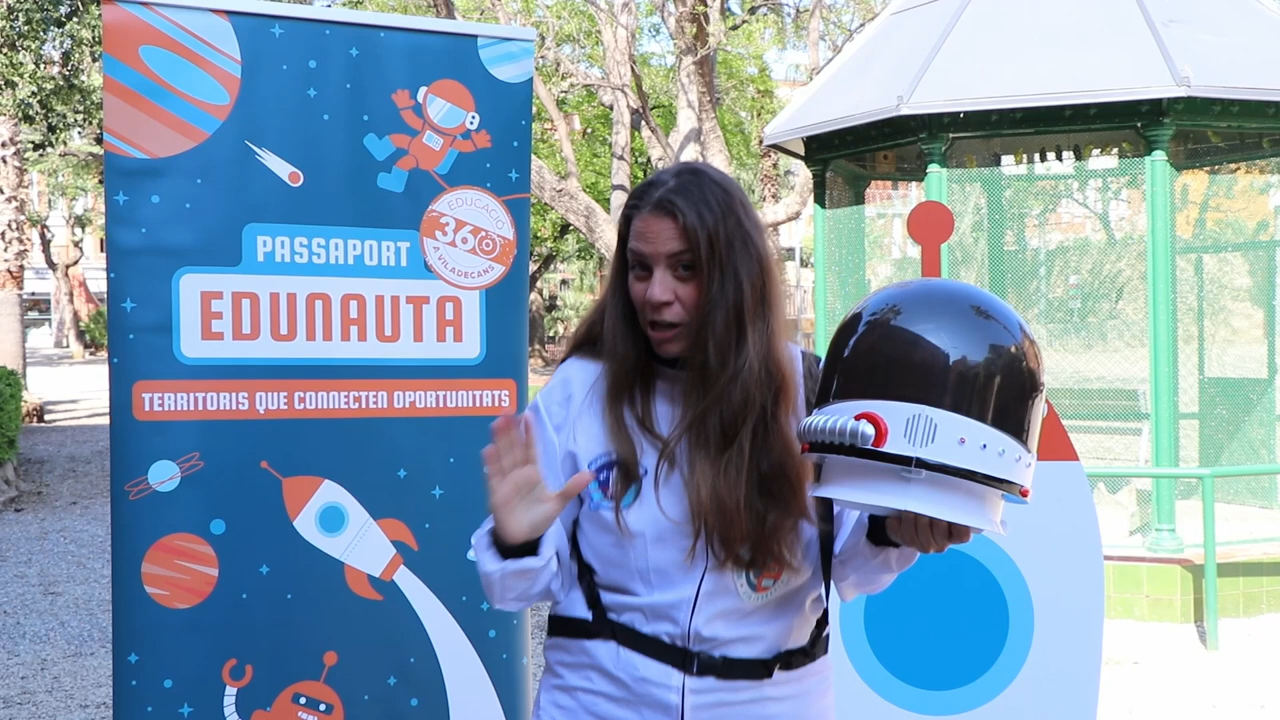 PASSAPORT
EDUNAUTA
EDUCACIÓ
360
A VILADECANS
TERRITORIS QUE CONNECTEN OPORTUNITATS